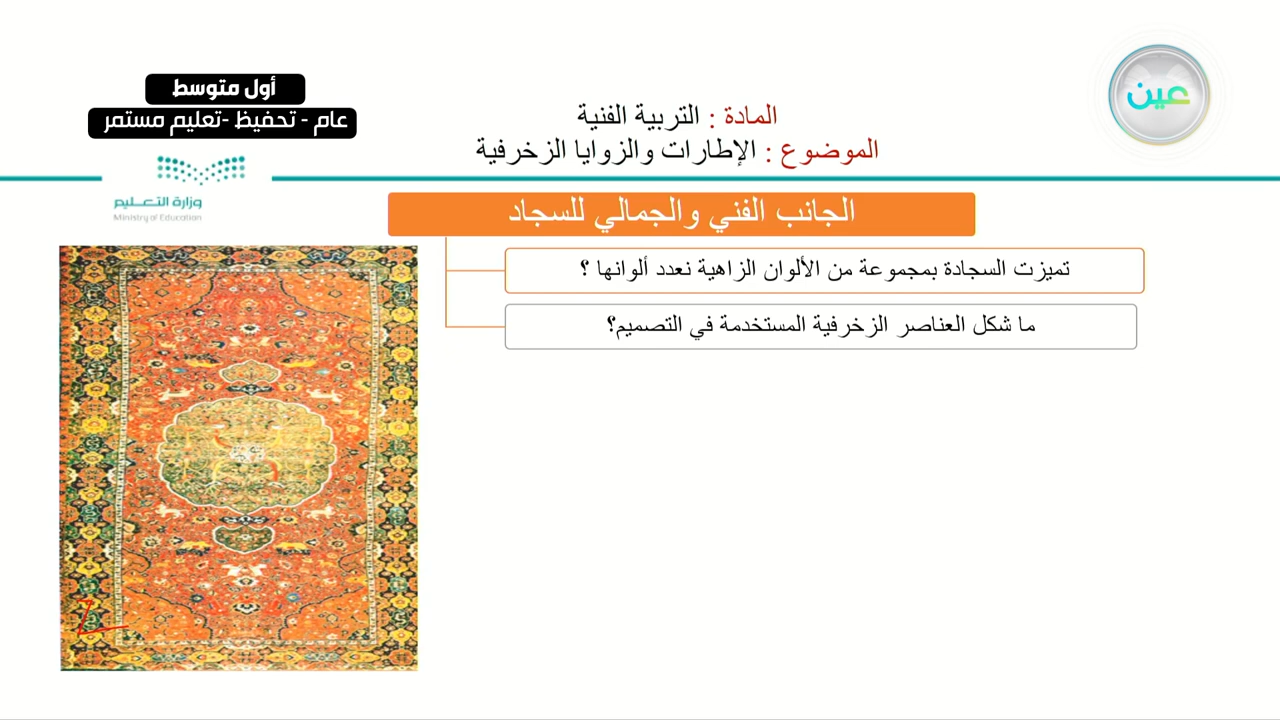 عين
أول متوسط
عام - تحفيظ -تعليم مستمر
المادة : التربية الفنية
الموضوع : الإطارات والزوايا الزخرفية
وزارة التعليم
Ministry of Education
الجانب الفني والجمالي للسجاد
تميزت السجادة بمجموعة من الألوان الزاهية نعدد ألوانها ؟
ما شكل العناصر الزخرفية المستخدمة في التصميم؟